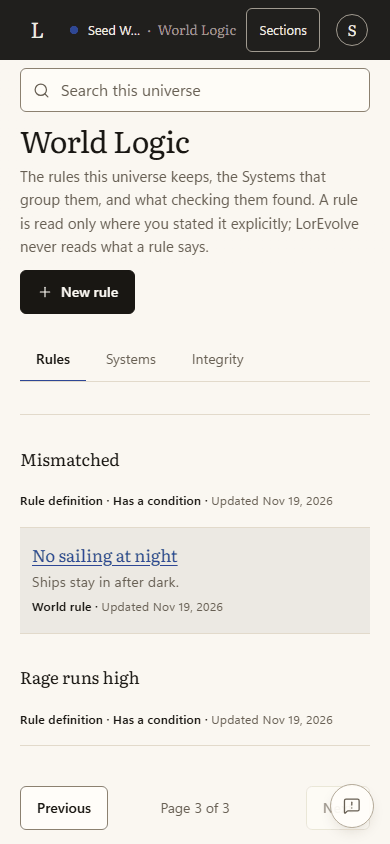 L
Seed W... · World Logic
Sections
S
Search this universe
World Logic
The rules this universe keeps, the Systems that
group them, and what checking them found. A rule
is read only where you stated it explicitly; LorEvolve
never reads what a rule says.
New rule
Rules
Systems
Integrity
Mismatched
Rule definition · Has a condition · Updated Nov 19, 2026
No sailing at night
Ships stay in after dark.
World rule · Updated Nov 19, 2026
Rage runs high
Rule definition · Has a condition · Updated Nov 19, 2026
Previous
Page 3 of 3